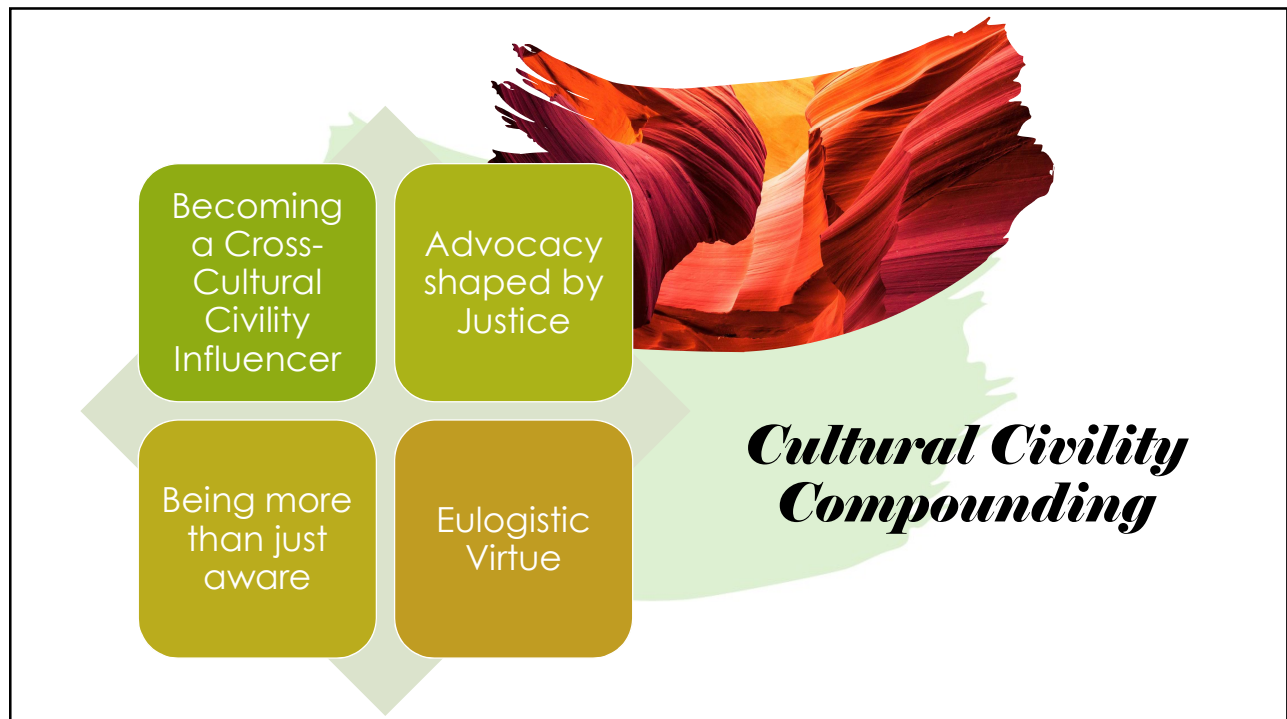 Becoming
a Cross-
Cultural
Civility
Influencer
Advocacy
shaped by
Justice
Being more
than just
aware
Eulogistic
Virtue
Cultural Civility
Compounding